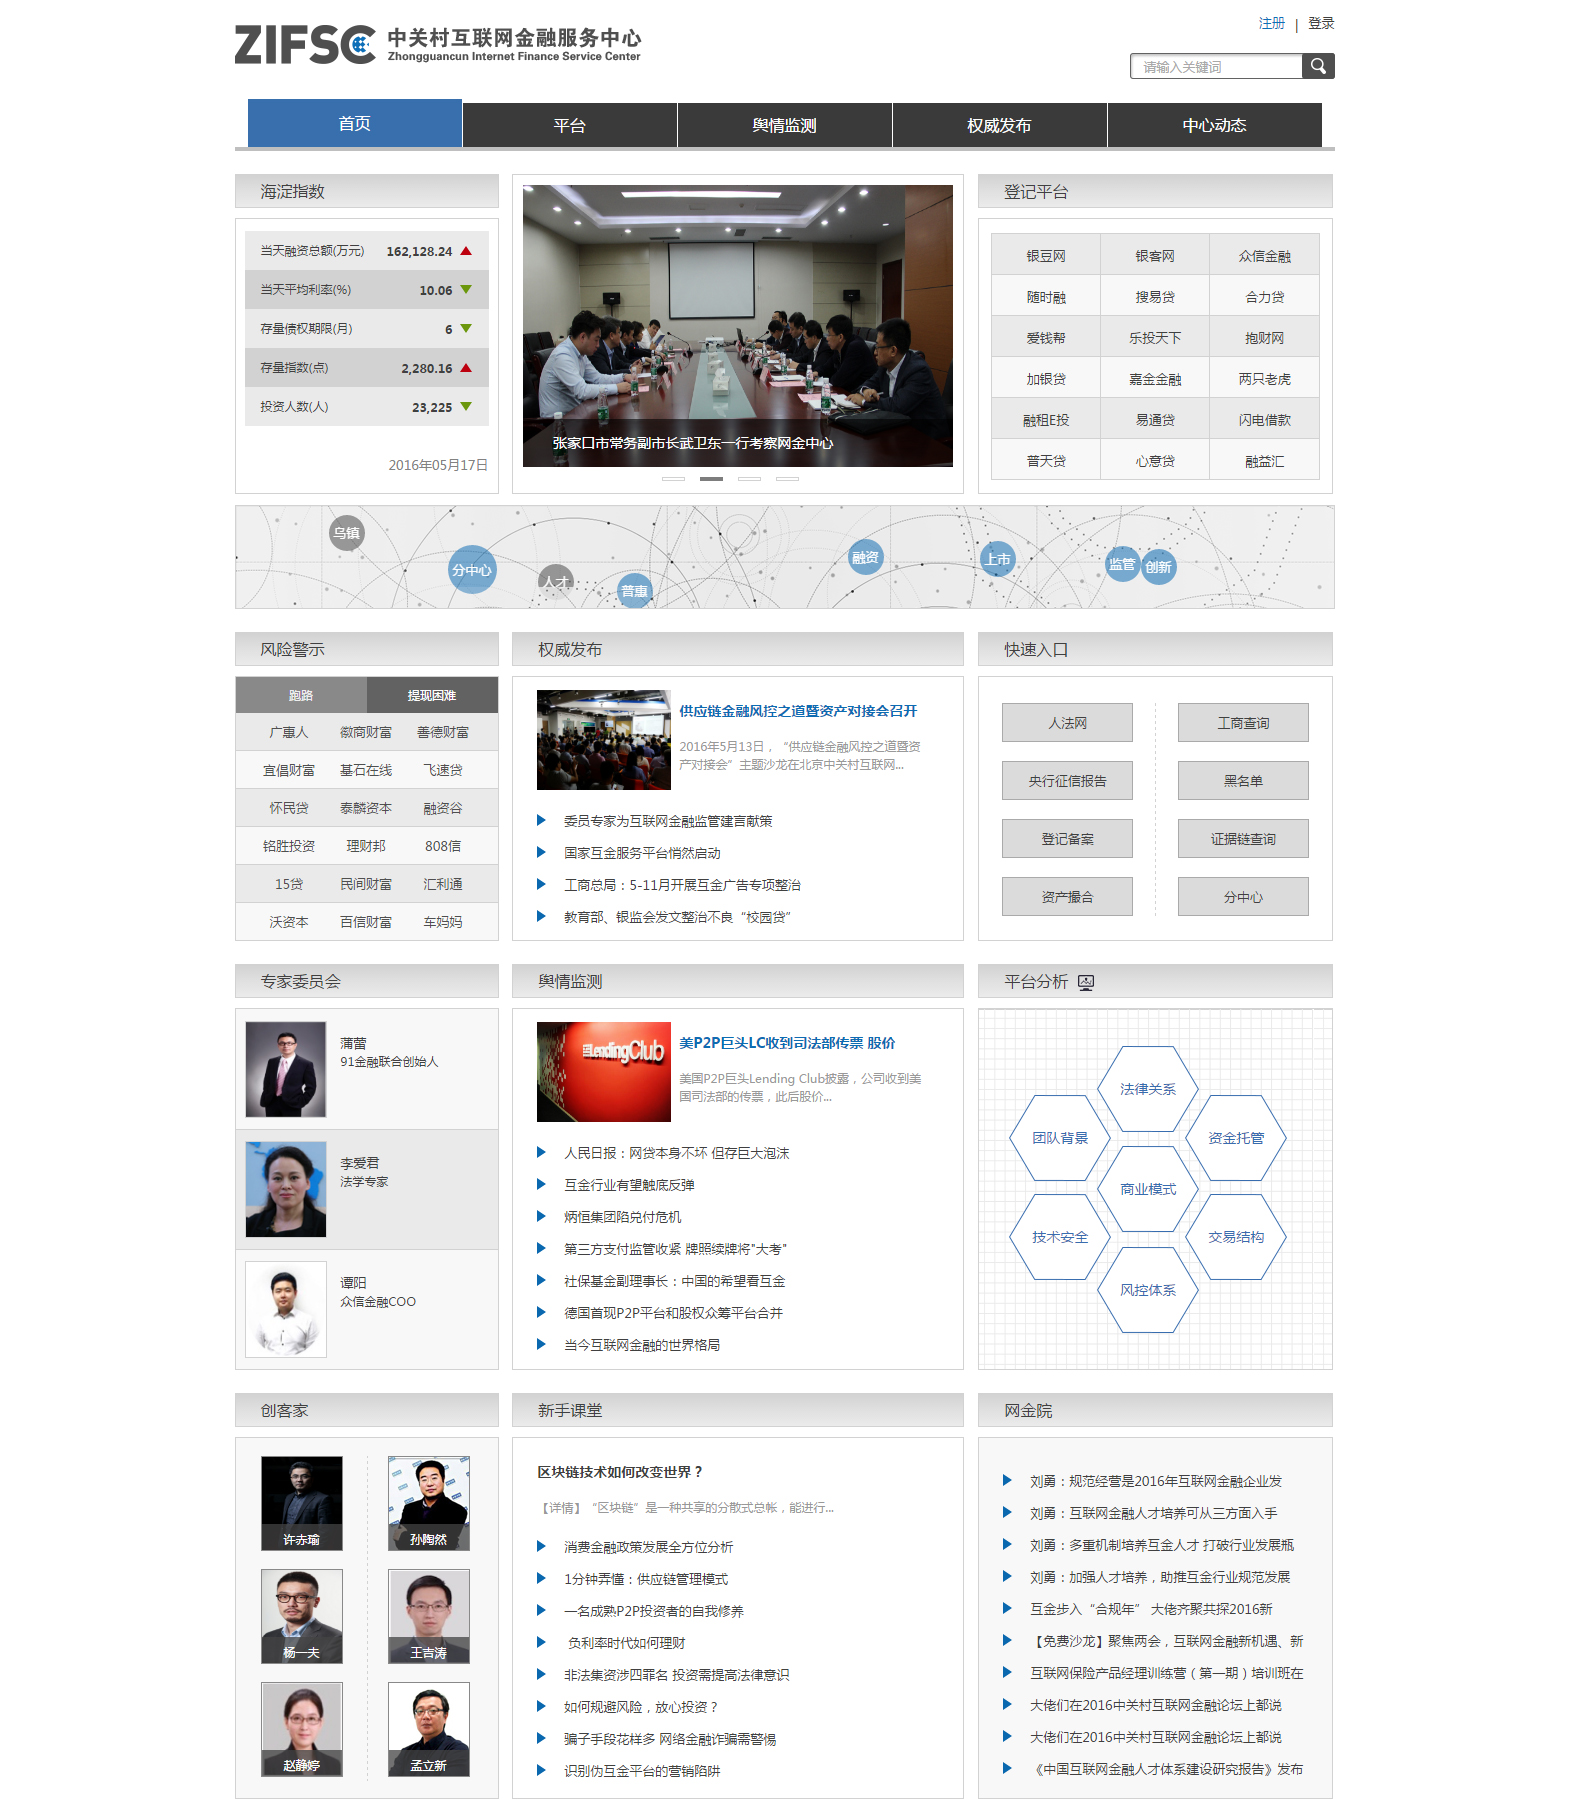 注册 | 登录
ZIFSC 中关村互联网金融服务中心
Zhongguancun Internet Finance Service Center
请输入关键词
首页 平台 舆情监测 权威发布 中心动态
海淀指数
当天融资总额(万元) 162,128.24
当天平均利率(%) 10.06
存量债权期限(月) 6
存量指数(点) 2,280.16
投资人数(人) 23,225
2016年05月17日
张家口市常务副市长武卫东一行考察网金中心
登记平台
银豆网 银客网 众信金融
随时融 搜易贷 合力贷
爱钱帮 乐投天下 抱财网
加银贷 嘉金金融 两只老虎
融租E投 易通贷 闪电借款
普天贷 心意贷 融益汇
乌镇
分中心
人才
普惠
融资
上市
监管
创新
风险警示
跑路 提现困难
广惠人 徽商财富 善德财富
宜倡财富 基石在线 飞速贷
怀民贷 泰麟资本 融资谷
铭胜投资 理财邦 808信
15贷 民间财富 汇利通
沃资本 百信财富 车妈妈
权威发布
供应链金融风控之道暨资产对接会召开
2016年5月13日，“供应链金融风控之道暨资
产对接会”主题沙龙在北京中关村互联网...
委员专家为互联网金融监管建言献策
国家互金服务平台悄然启动
工商总局：5-11月开展互金广告专项整治
教育部、银监会发文整治不良“校园贷”
快速入口
人法网 工商查询
央行征信报告 黑名单
登记备案 证据链查询
资产撮合 分中心
专家委员会
蒲蕾
91金融联合创始人
李爱君
法学专家
谭阳
众信金融COO
舆情监测
LendingClub
美P2P巨头LC收到司法部传票 股价
美国P2P巨头Lending Club披露，公司收到美
国司法部的传票，此后股价...
人民日报：网贷本身不坏 但存巨大泡沫
互金行业有望触底反弹
炳恒集团陷兑付危机
第三方支付监管收紧 牌照续牌将"大考"
社保基金副理事长：中国的希望看互金
德国首现P2P平台和股权众筹平台合并
当今互联网金融的世界格局
平台分析
法律关系
团队背景 资金托管
商业模式
技术安全 交易结构
风控体系
创客家
许赤瑜 孙陶然
杨一夫 王吉涛
赵静婷 孟立新
新手课堂
区块链技术如何改变世界？
【详情】“区块链”是一种共享的分散式总帐，能进行...
消费金融政策发展全方位分析
1分钟弄懂：供应链管理模式
一名成熟P2P投资者的自我修养
负利率时代如何理财
非法集资涉四罪名 投资需提高法律意识
如何规避风险，放心投资？
骗子手段花样多 网络金融诈骗需警惕
识别伪互金平台的营销陷阱
网金院
刘勇：规范经营是2016年互联网金融企业发
刘勇：互联网金融人才培养可从三方面入手
刘勇：多重机制培养互金人才 打破行业发展瓶
刘勇：加强人才培养，助推互金行业规范发展
互金步入“合规年” 大佬齐聚共探2016新
【免费沙龙】聚焦两会，互联网金融新机遇、新
互联网保险产品经理训练营（第一期）培训班在
大佬们在2016中关村互联网金融论坛上都说
大佬们在2016中关村互联网金融论坛上都说
《中国互联网金融人才体系建设研究报告》发布